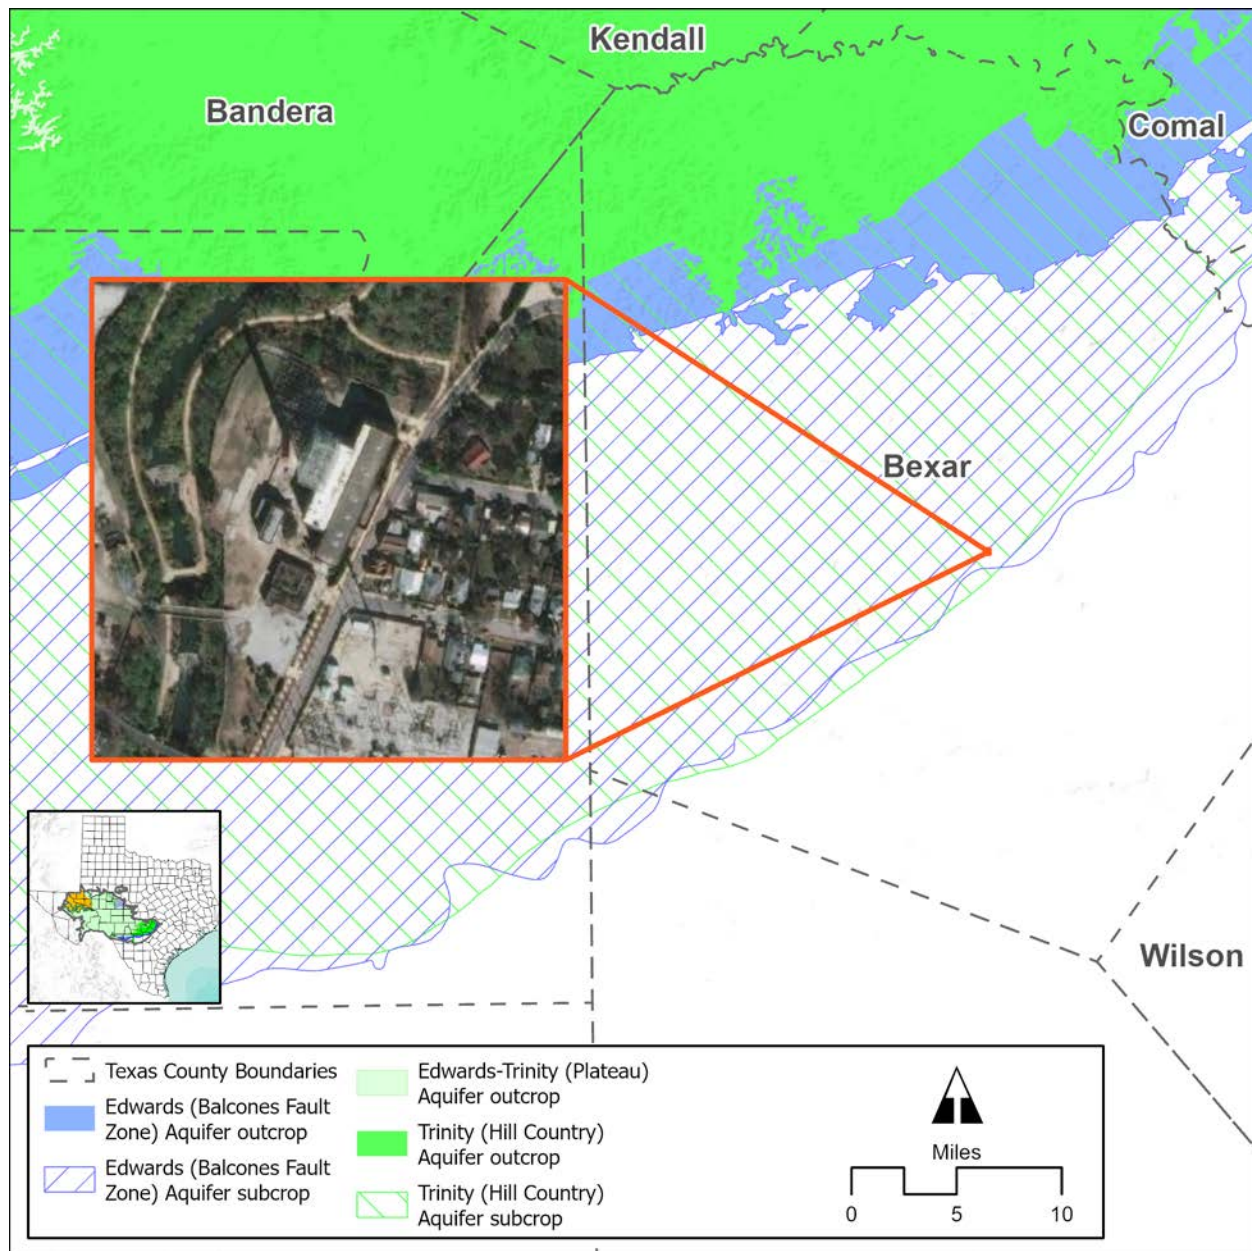 Kendall
Bandera
Comal
Bexar
Wilson
Texas County Boundaries
Edwards (Balcones Fault
Zone) Aquifer outcrop
Edwards (Balcones Fault
Zone) Aquifer subcrop
Edwards-Trinity (Plateau)
Aquifer outcrop
Trinity (Hill Country)
Aquifer outcrop
Trinity (Hill Country)
Aquifer subcrop
Miles
0 5 10